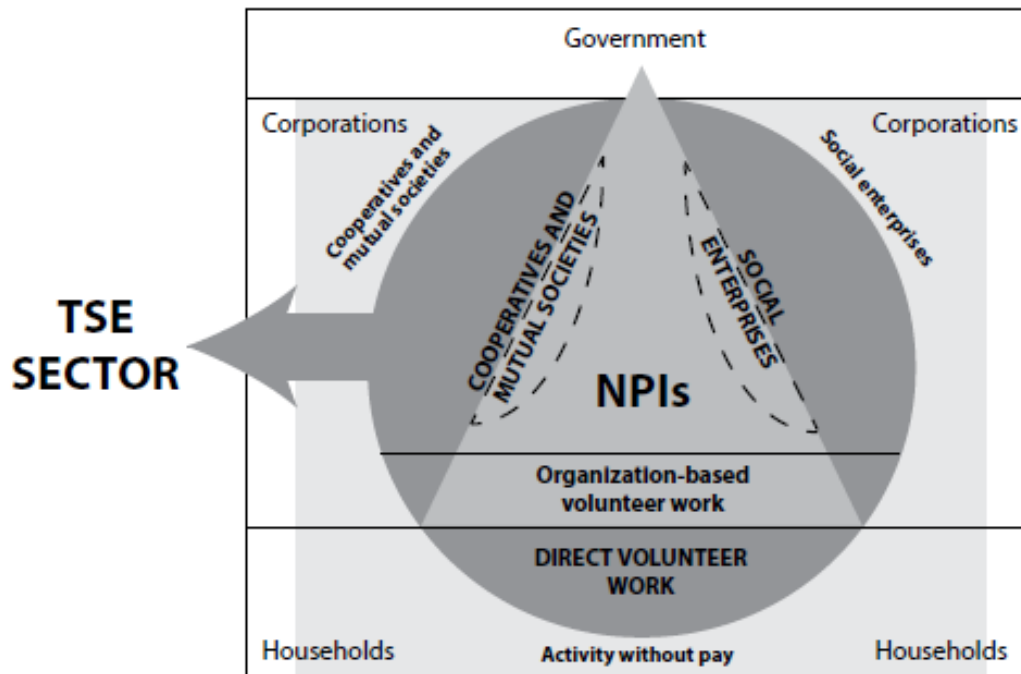 Government
Corporations
Corporations
Cooperatives and
mutual societies
Social enterprises
COOPERATIVES AND
MUTUAL SOCIETIES
SOCIAL
ENTERPRISES
TSE
SECTOR
NPIs
Organization-based
volunteer work
DIRECT VOLUNTEER
WORK
Households
Activity without pay
Households